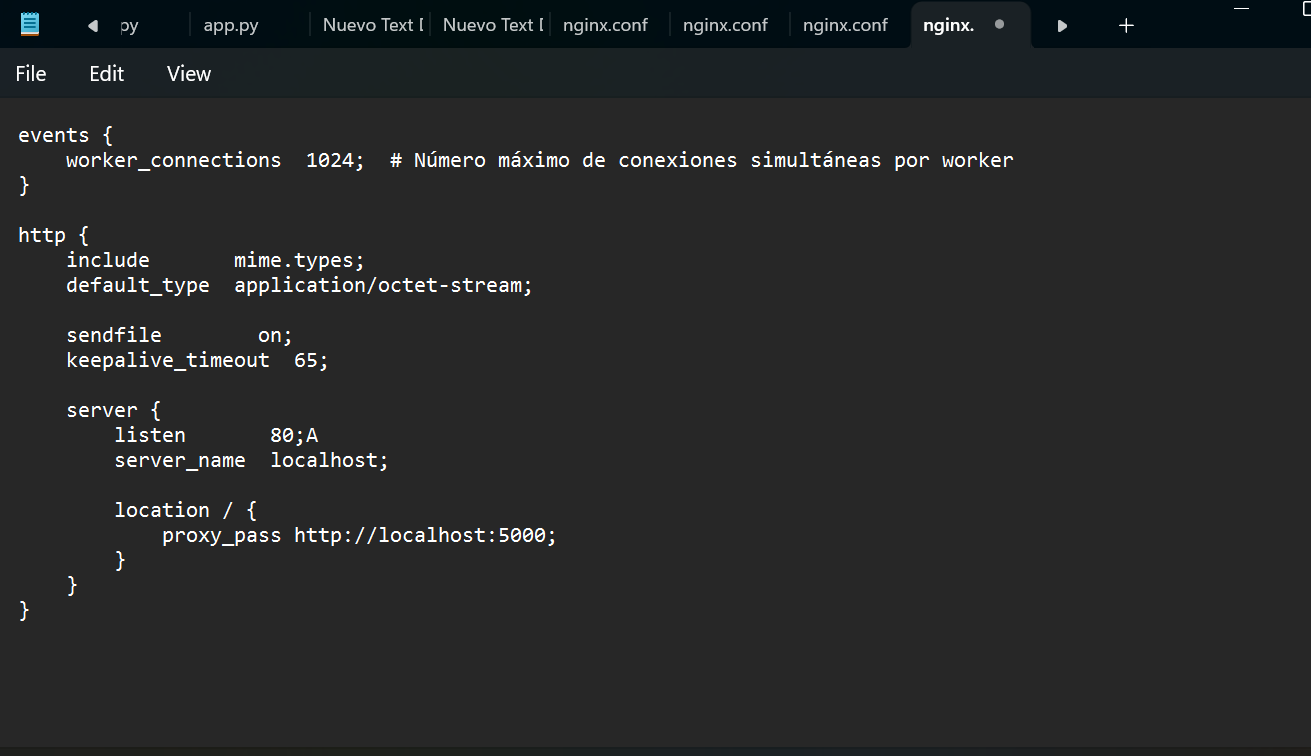 py
app.py
Nuevo Text D
Nuevo Text D
nginx.conf
nginx.conf
nginx.conf
nginx.
File
Edit
View
events {
    worker_connections  1024;  # Número máximo de conexiones simultáneas por worker
}
http {
    include       mime.types;
    default_type  application/octet-stream;
    sendfile        on;
    keepalive_timeout  65;
    server {
        listen       80;A
        server_name  localhost;
        location / {
            proxy_pass http://localhost:5000;
        }
    }
}